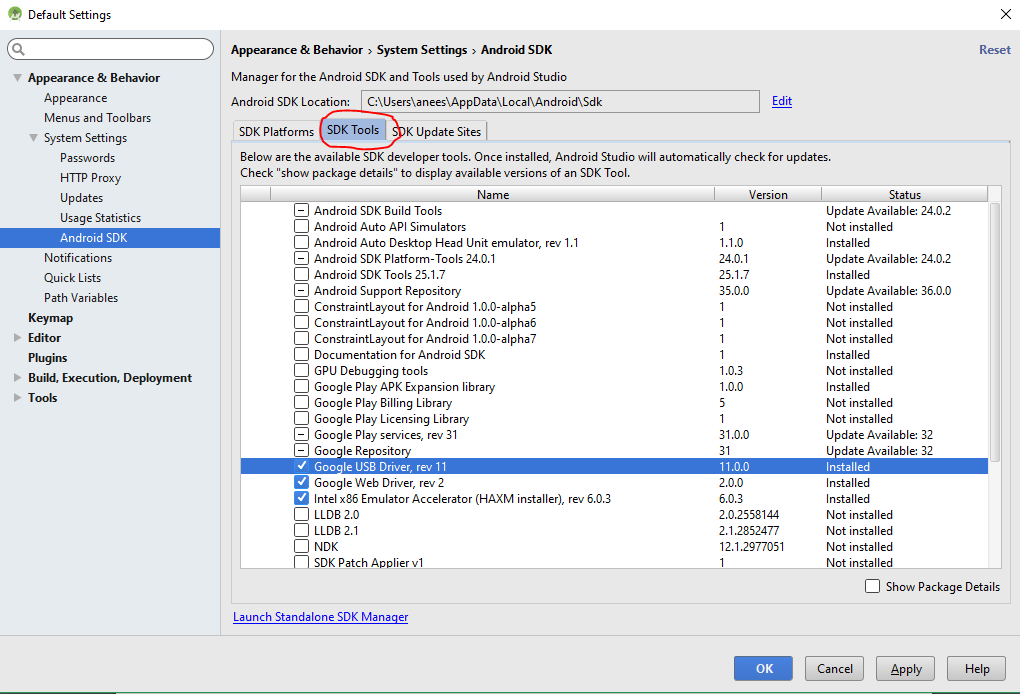 Default Settings
Appearance & Behavior › System Settings › Android SDK
Reset
Appearance & Behavior
Appearance
Menus and Toolbars
System Settings
Passwords
HTTP Proxy
Updates
Usage Statistics
Android SDK
Notifications
Quick Lists
Path Variables
Keymap
Editor
Plugins
Build, Execution, Deployment
Tools
Manager for the Android SDK and Tools used by Android Studio
Android SDK Location: C:\Users\anees\AppData\Local\Android\Sdk Edit
SDK Platforms SDK Tools SDK Update Sites
Below are the available SDK developer tools. Once installed, Android Studio will automatically check for updates.
Check "show package details" to display available versions of an SDK Tool.
Name Version Status
Android SDK Build Tools Update Available: 24.0.2
Android Auto API Simulators 1 Not installed
Android Auto Desktop Head Unit emulator, rev 1.1 1.1.0 Installed
Android SDK Platform-Tools 24.0.1 24.0.1 Update Available: 24.0.2
Android SDK Tools 25.1.7 25.1.7 Installed
Android Support Repository 35.0.0 Update Available: 36.0.0
ConstraintLayout for Android 1.0.0-alpha5 1 Not installed
ConstraintLayout for Android 1.0.0-alpha6 1 Not installed
ConstraintLayout for Android 1.0.0-alpha7 1 Not installed
Documentation for Android SDK 1 Installed
GPU Debugging tools 1.0.3 Not installed
Google Play APK Expansion library 1.0.0 Installed
Google Play Billing Library 5 Not installed
Google Play Licensing Library 1 Not installed
Google Play services, rev 31 31.0.0 Update Available: 32
Google Repository 31 Update Available: 32
Google USB Driver, rev 11 11.0.0 Installed
Google Web Driver, rev 2 2.0.0 Installed
Intel x86 Emulator Accelerator (HAXM installer), rev 6.0.3 6.0.3 Installed
LLDB 2.0 2.0.2558144 Not installed
LLDB 2.1 2.1.2852477 Not installed
NDK 12.1.2977051 Not installed
SDK Patch Applier v1 1 Not installed
Show Package Details
Launch Standalone SDK Manager
OK Cancel Apply Help